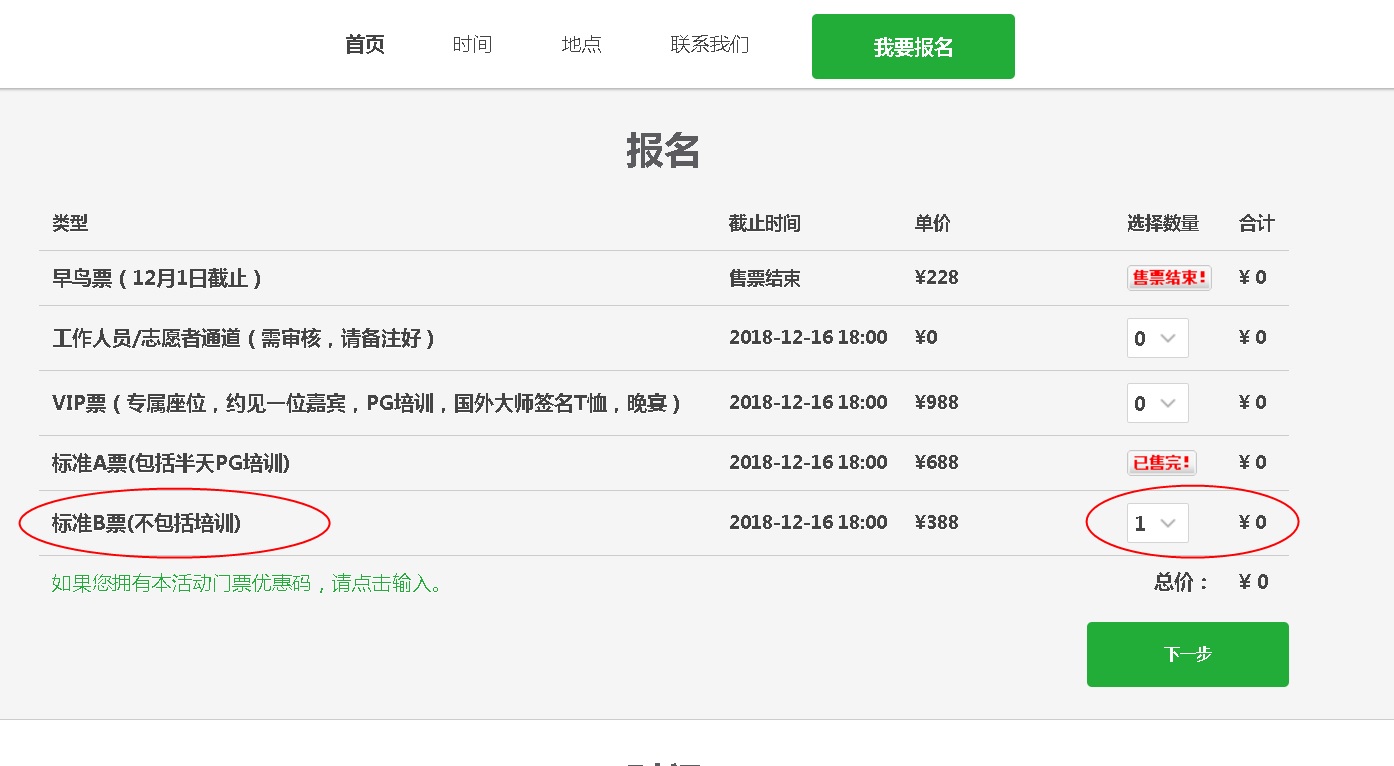 首页 时间 地点 联系我们 我要报名
报名
类型 截止时间 单价 选择数量 合计
早鸟票（12月1日截止） 售票结束 ¥228 售票结束! ¥ 0
工作人员/志愿者通道（需审核，请备注好） 2018-12-16 18:00 ¥0 0 ¥ 0
VIP票（专属座位，约见一位嘉宾，PG培训，国外大师签名T恤，晚宴） 2018-12-16 18:00 ¥988 0 ¥ 0
标准A票(包括半天PG培训) 2018-12-16 18:00 ¥688 已售完! ¥ 0
标准B票(不包括培训) 2018-12-16 18:00 ¥388 1 ¥ 0
如果您拥有本活动门票优惠码，请点击输入。 总价： ¥ 0
下一步